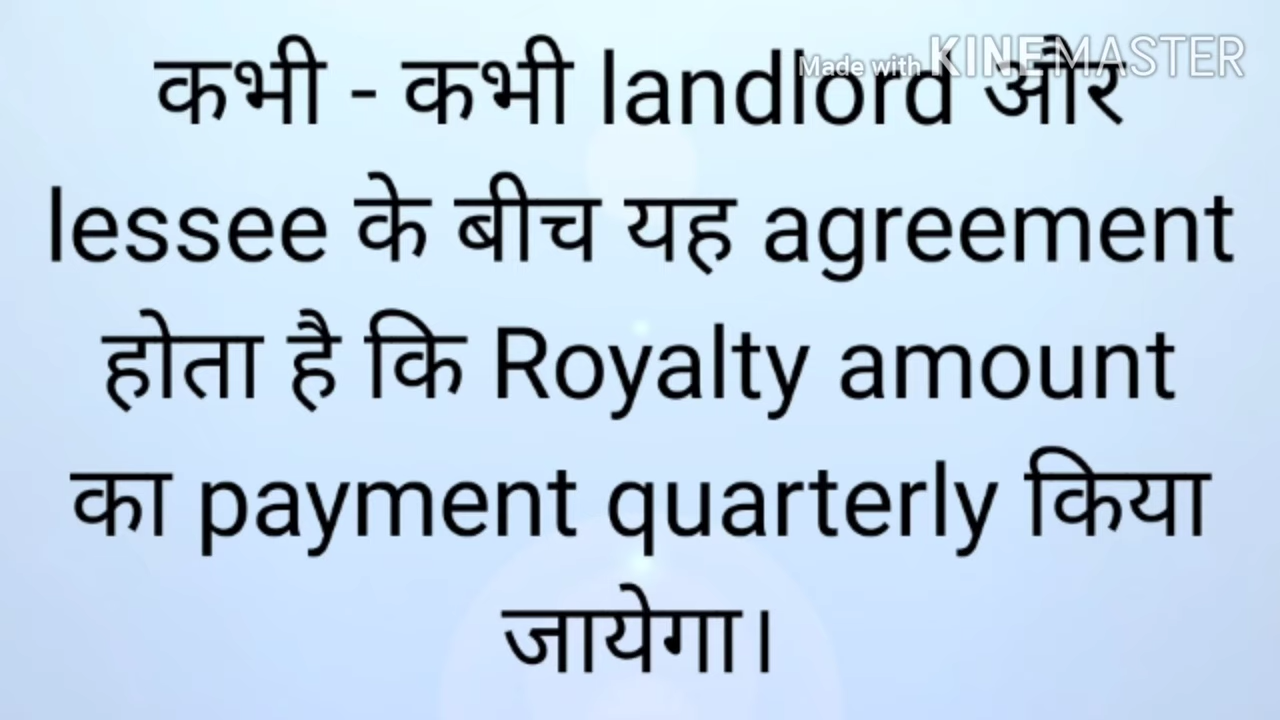 Made with KINEMASTER
कभी - कभी landlord और
lessee के बीच यह agreement
होता है कि Royalty amount
का payment quarterly किया
जायेगा।